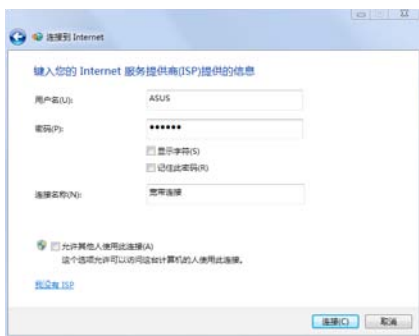 连接到 Internet
键入您的 Internet 服务提供商(ISP)提供的信息
用户名(U): ASUS
密码(P): ●●●●●●
显示字符(S)
记住此密码(R)
连接名称(N): 宽带连接
允许其他人使用此连接(A)
这个选项允许可以访问这台计算机的人使用此连接。
我没有 ISP
连接(C) 取消